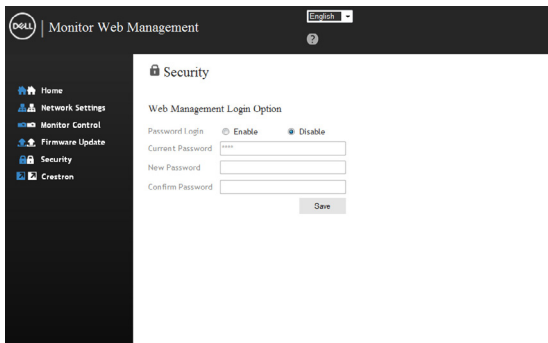 DELL | Monitor Web Management
English
?
Home
Network Settings
Monitor Control
Firmware Update
Security
Crestron
Security
Web Management Login Option
Password Login Enable Disable
Current Password ****
New Password
Confirm Password
Save